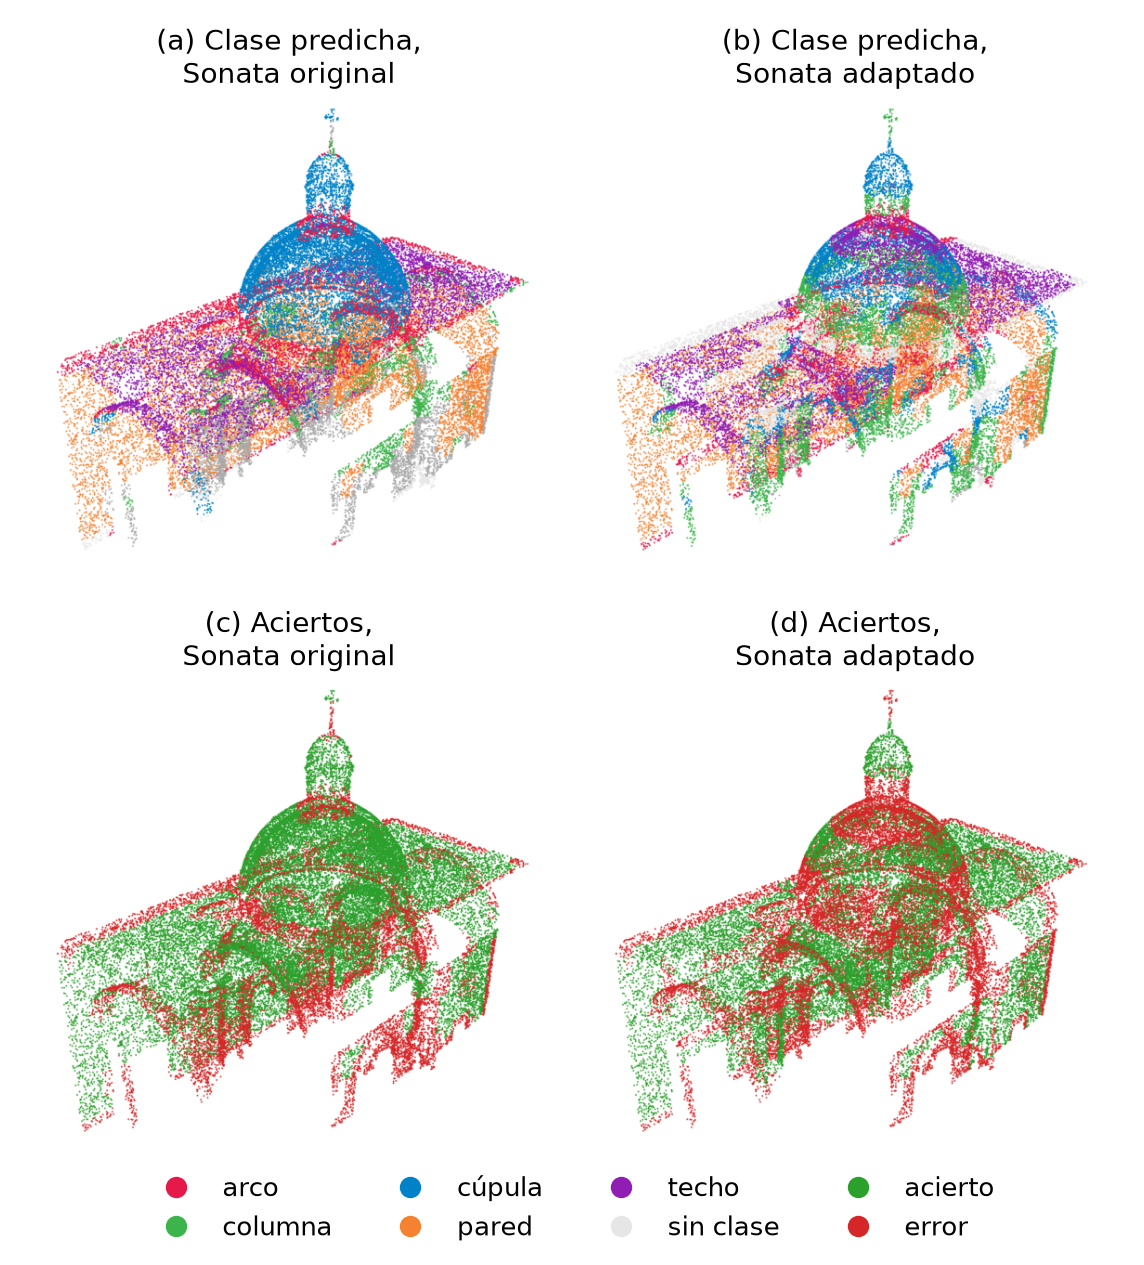 (a) Clase predicha,
Sonata original
(b) Clase predicha,
Sonata adaptado
(c) Aciertos,
Sonata original
(d) Aciertos,
Sonata adaptado
arco
cúpula
techo
acierto
columna
pared
sin clase
error